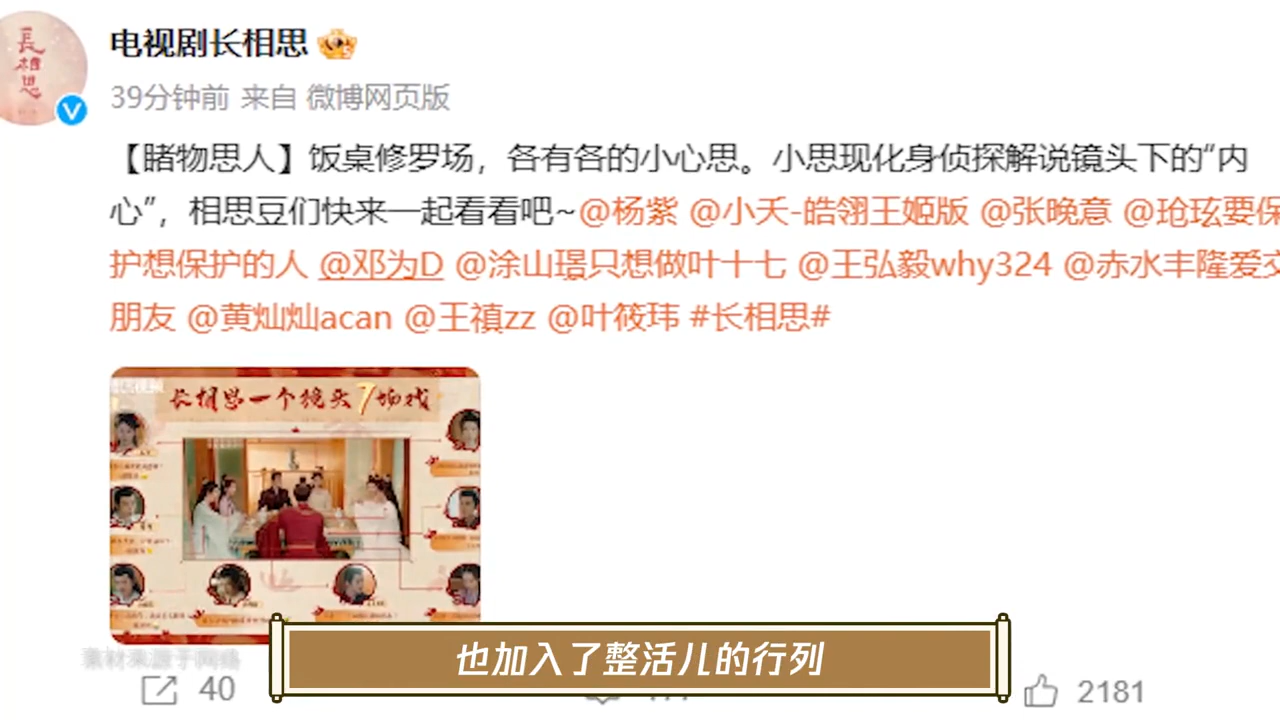 長相思
电视剧长相思
39分钟前 来自 微博网页版
【睹物思人】饭桌修罗场，各有各的小心思。小思现化身侦探解说镜头下的“内
心”，相思豆们快来一起看看吧~@杨紫 @小夭-皓翎王姬版 @张晚意 @玱玹要保
护想保护的人 @邓为D @涂山璟只想做叶十七 @王弘毅why324 @赤水丰隆爱交
朋友 @黄灿灿acan @王禛zz @叶筱玮 #长相思#
长相思一个镜头7场戏
也加入了整活儿的行列
素材来源于网络
40
2181